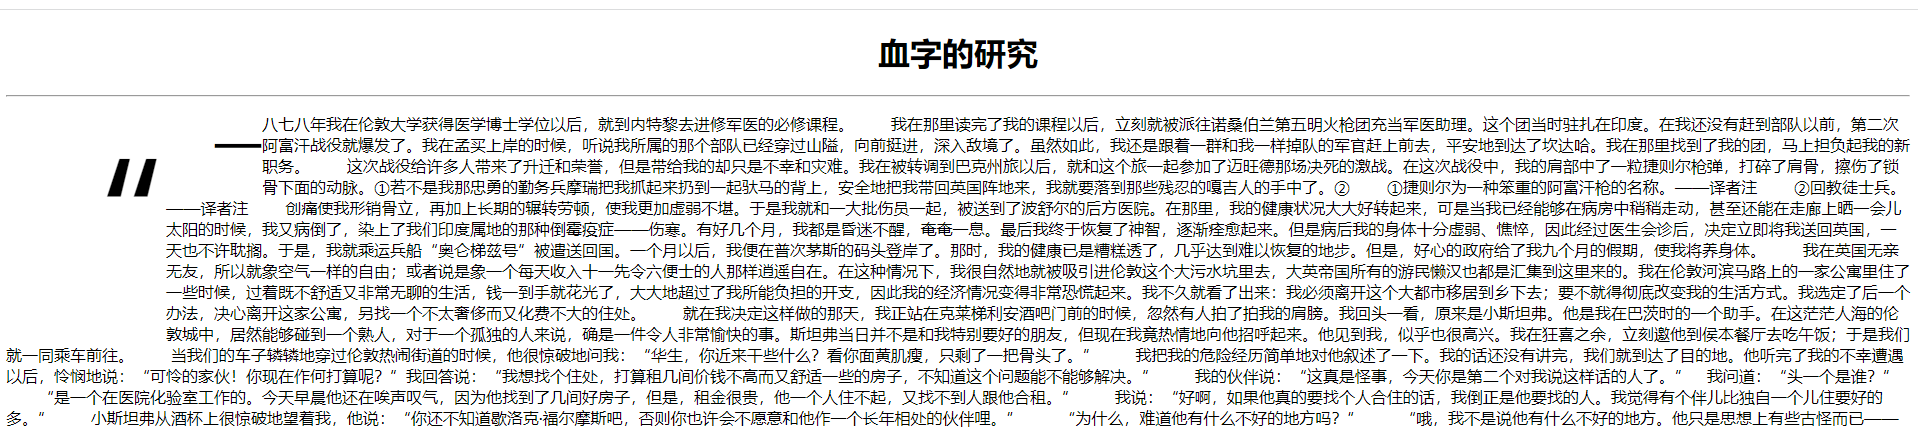 血字的研究
“
一八七八年我在伦敦大学获得医学博士学位以后，就到内特黎去进修军医的必修课程。 我在那里读完了我的课程以后，立刻就被派往诺桑伯兰第五明火枪团充当军医助理。这个团当时驻扎在印度。在我还没有赶到部队以前，第二次
阿富汗战役就爆发了。我在孟买上岸的时候，听说我所属的那个部队已经穿过山隘，向前挺进，深入敌境了。虽然如此，我还是跟着一群和我一样掉队的军官赶上前去，平安地到达了坎达哈。我在那里找到了我的团，马上担负起我的新
职务。 这次战役给许多人带来了升迁和荣誉，但是带给我的却只是不幸和灾难。我在被转调到巴克州旅以后，就和这个旅一起参加了迈旺德那场决死的激战。在这次战役中，我的肩部中了一粒捷则尔枪弹，打碎了肩骨，擦伤了锁
骨下面的动脉。①若不是我那忠勇的勤务兵摩瑞把我抓起来扔到一起驮马的背上，安全地把我带回英国阵地来，我就要落到那些残忍的嘎吉人的手中了。② ①捷则尔为一种笨重的阿富汗枪的名称。——译者注 ②回教徒士兵。
——译者注 创痛使我形销骨立，再加上长期的辗转劳顿，使我更加虚弱不堪。于是我就和一大批伤员一起，被送到了波舒尔的后方医院。在那里，我的健康状况大大好转起来，可是当我已经能够在病房中稍稍走动，甚至还能在走廊上晒一会儿
太阳的时候，我又病倒了，染上了我们印度属地的那种倒霉疫症——伤寒。有好几个月，我都是昏迷不醒，奄奄一息。最后我终于恢复了神智，逐渐痊愈起来。但是病后我的身体十分虚弱、憔悴，因此经过医生会诊后，决定立即将我送回英国，一
天也不许耽搁。于是，我就乘运兵船“奥仑梯兹号”被遣送回国。一个月以后，我便在普次茅斯的码头登岸了。那时，我的健康已是糟糕透了，几乎达到难以恢复的地步。但是，好心的政府给了我九个月的假期，使我将养身体。 我在英国无亲
无友，所以就象空气一样的自由；或者说是象一个每天收入十一先令六便士的人那样逍遥自在。在这种情况下，我很自然地就被吸引进伦敦这个大污水坑里去，大英帝国所有的游民懒汉也都是汇集到这里来的。我在伦敦河滨马路上的一家公寓里住了
一些时候，过着既不舒适又非常无聊的生活，钱一到手就花光了，大大地超过了我所能负担的开支，因此我的经济情况变得非常恐慌起来。我不久就看了出来：我必须离开这个大都市移居到乡下去；要不就得彻底改变我的生活方式。我选定了后一个
办法，决心离开这家公寓，另找一个不太奢侈而又化费不大的住处。 就在我决定这样做的那天，我正站在克莱梯利安酒吧门前的时候，忽然有人拍了拍我的肩膀。我回头一看，原来是小斯坦弗。他是我在巴茨时的一个助手。在这茫茫人海的伦
敦城中，居然能够碰到一个熟人，对于一个孤独的人来说，确是一件令人非常愉快的事。斯坦弗当日并不是和我特别要好的朋友，但现在我竟热情地向他招呼起来。他见到我，似乎也很高兴。我在狂喜之余，立刻邀他到侯本餐厅去吃午饭；于是我们
就一同乘车前往。 当我们的车子辚辚地穿过伦敦热闹街道的时候，他很惊破地问我：“华生，你近来干些什么？看你面黄肌瘦，只剩了一把骨头了。“ 我把我的危险经历简单地对他叙述了一下。我的话还没有讲完，我们就到达了目的地。他听完了我的不幸遭遇
以后，怜悯地说：“可怜的家伙！你现在作何打算呢？“ 我回答说：“我想找个住处，打算租几间价钱不高而又舒适一些的房子，不知道这个问题能不能够解决。“ 我的伙伴说：“这真是怪事，今天你是第二个对我说这样话的人了。“ 我问道：“头一个是谁？“
“是一个在医院化验室工作的。今天早晨他还在唉声叹气，因为他找到了几间好房子，但是，租金很贵，他一个人住不起，又找不到人跟他合租。“ 我说：“好啊，如果他真的要找个人合住的话，我倒正是他要找的人。我觉得有个伴儿比独自一个儿住要好的
多。“ 小斯坦弗从酒杯上很惊破地望着我，他说：“你还不知道歇洛克·福尔摩斯吧，否则你也许会不愿意和他作一个长年相处的伙伴哩。“ “为什么，难道他有什么不好的地方吗？“ “哦，我不是说他有什么不好的地方。他只是思想上有些古怪而已——